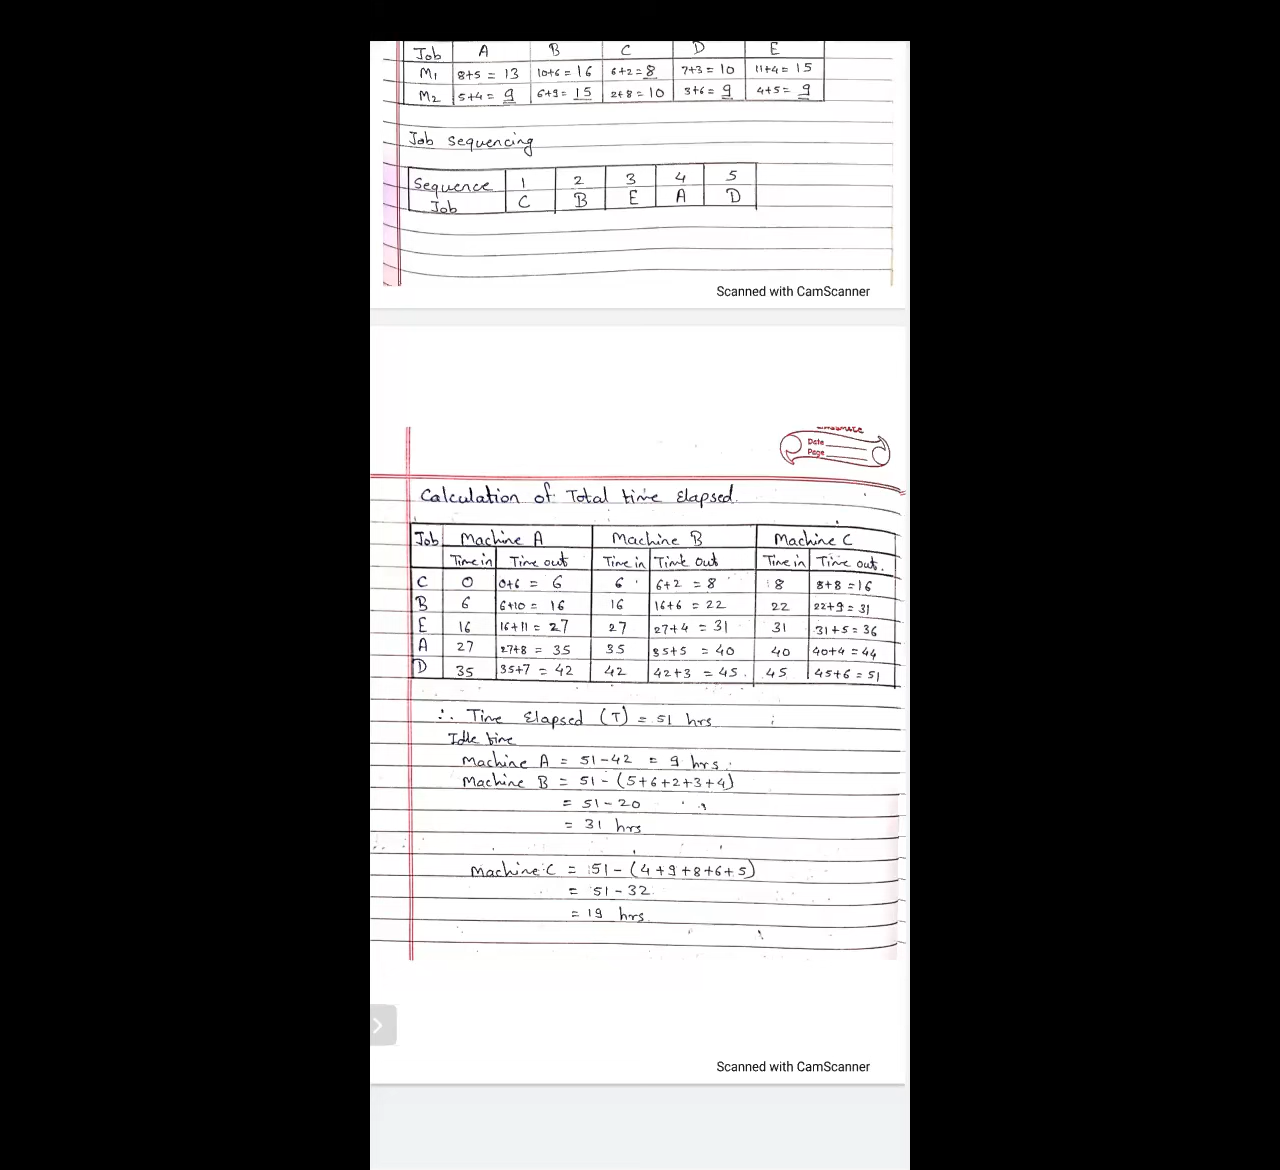 Job A B C D E
M1 8+5 = 13 10+6 = 16 6+2 = 8 7+3 = 10 11+4 = 15
M2 5+4 = 9 6+9 = 15 2+8 = 10 3+6 = 9 4+5 = 9
Job sequencing
Sequence 1 2 3 4 5
Job C B E A D
Scanned with CamScanner
classmate
Date
Page
Calculation of Total time Elapsed.
Job Machine A Machine B Machine C
Time in Time out Time in Time out Time in Time out.
C 0 0+6 = 6 6 6+2 = 8 8 8+8 = 16
B 6 6+10 = 16 16 16+6 = 22 22 22+9 = 31
E 16 16+11 = 27 27 27+4 = 31 31 31+5 = 36
A 27 27+8 = 35 35 35+5 = 40 40 40+4 = 44
D 35 35+7 = 42 42 42+3 = 45 45 45+6 = 51
∴ Time Elapsed (T) = 51 hrs
Idle time
Machine A = 51-42 = 9 hrs.
Machine B = 51-(5+6+2+3+4)
= 51-20
= 31 hrs
Machine C = 51-(4+9+8+6+5)
= 51-32
= 19 hrs
Scanned with CamScanner